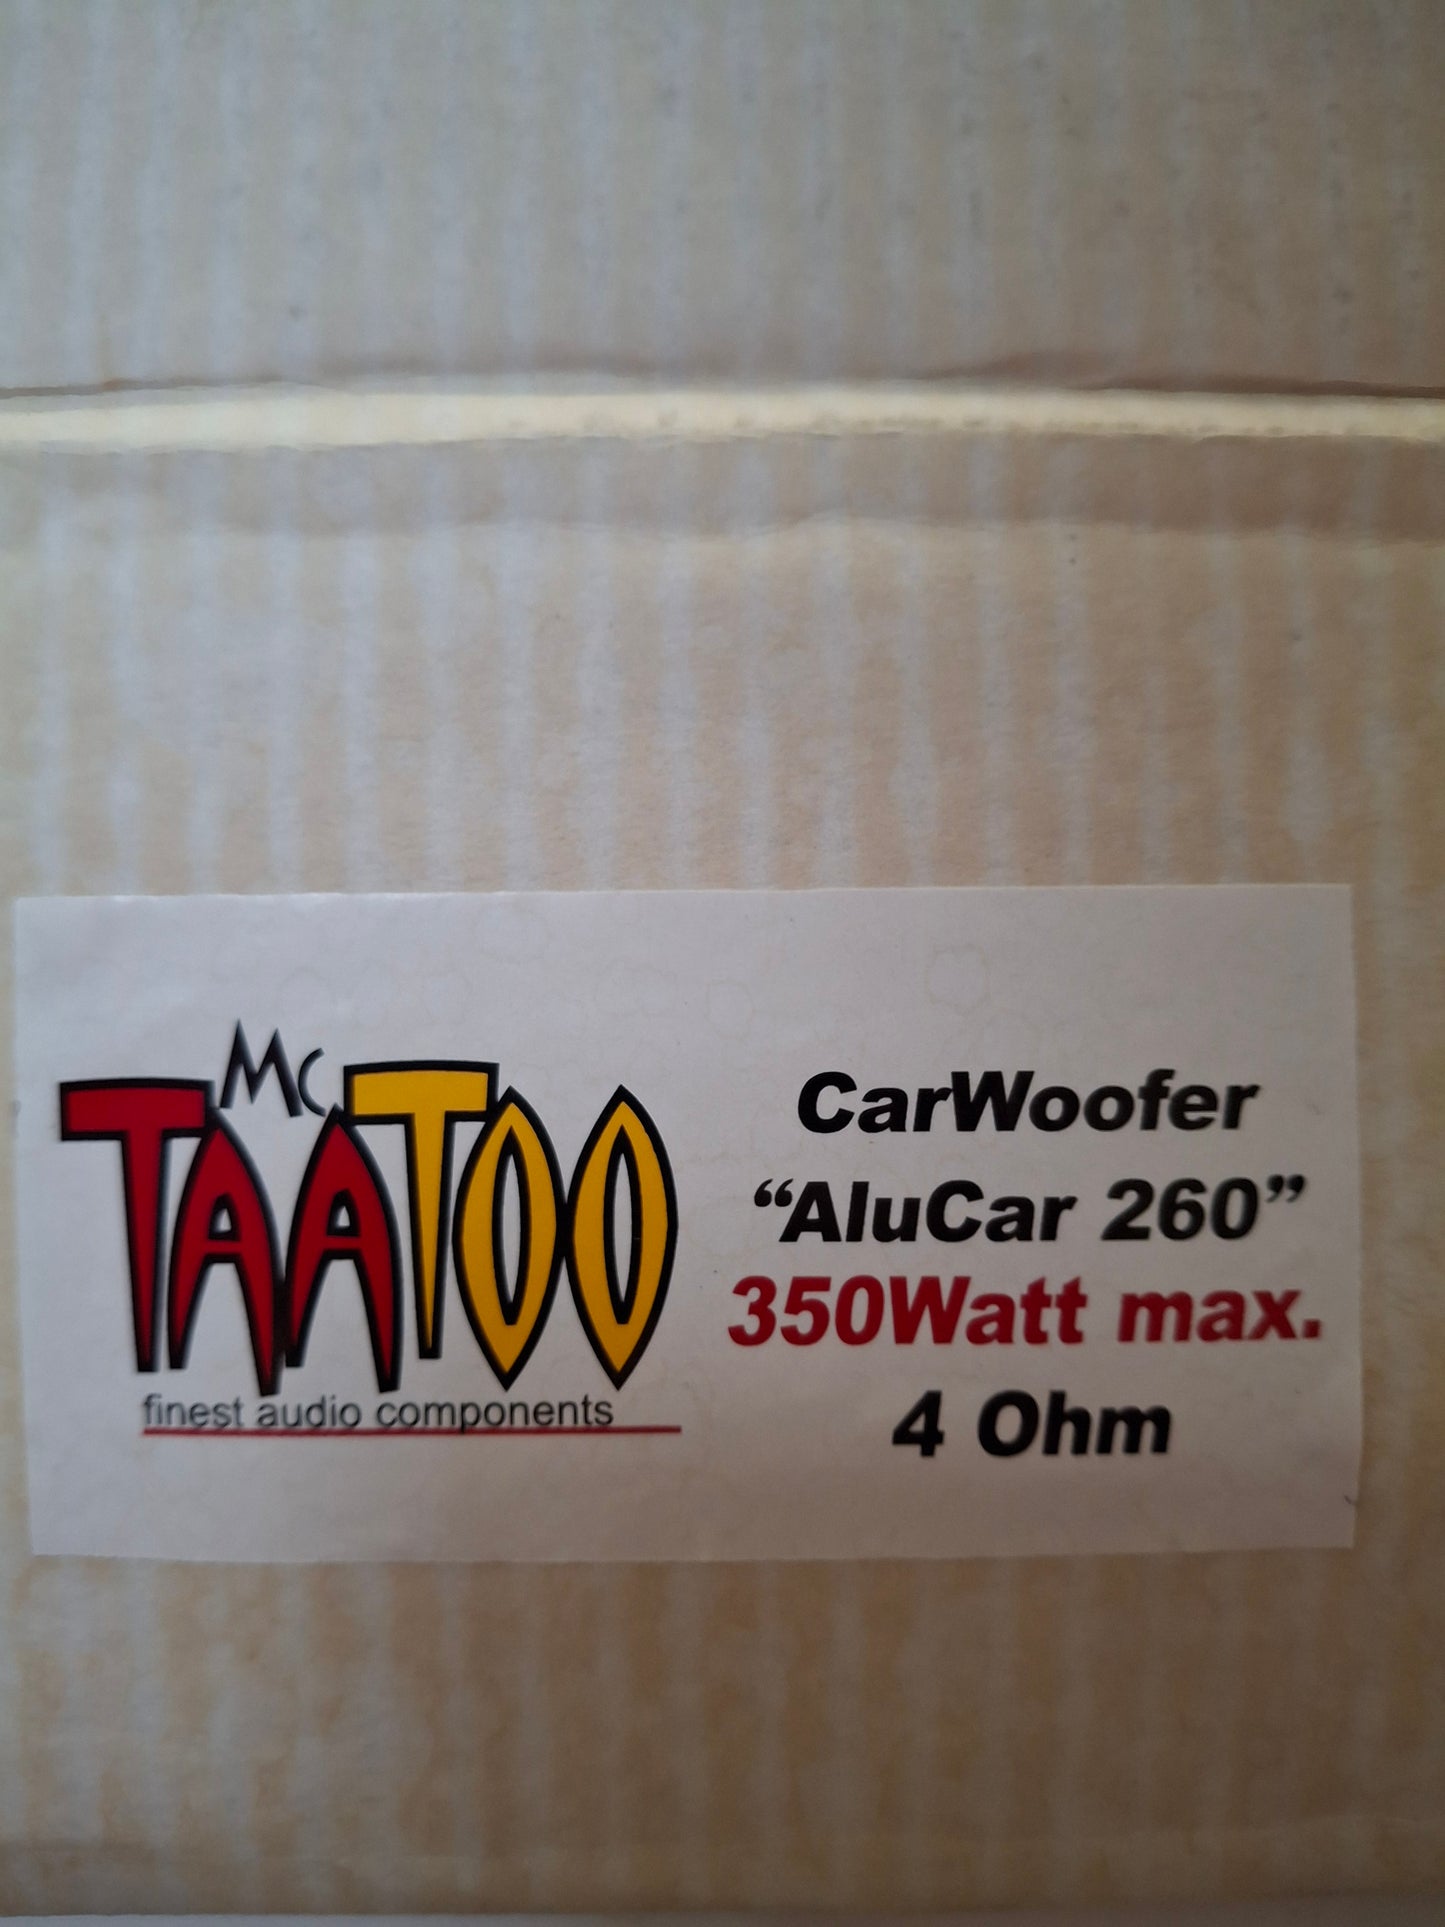 Mc
TAATOO
finest audio components
CarWoofer
“AluCar 260”
350Watt max.
4 Ohm